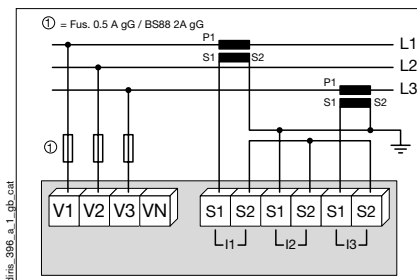 ① = Fus. 0.5 A gG / BS88 2A gG
P1
L1
S1 S2
L2
P1
L3
S1 S2
①
V1 V2 V3 VN S1 S2 S1 S2 S1 S2
I1 I2 I3
diris_396_a_1_gb_cat